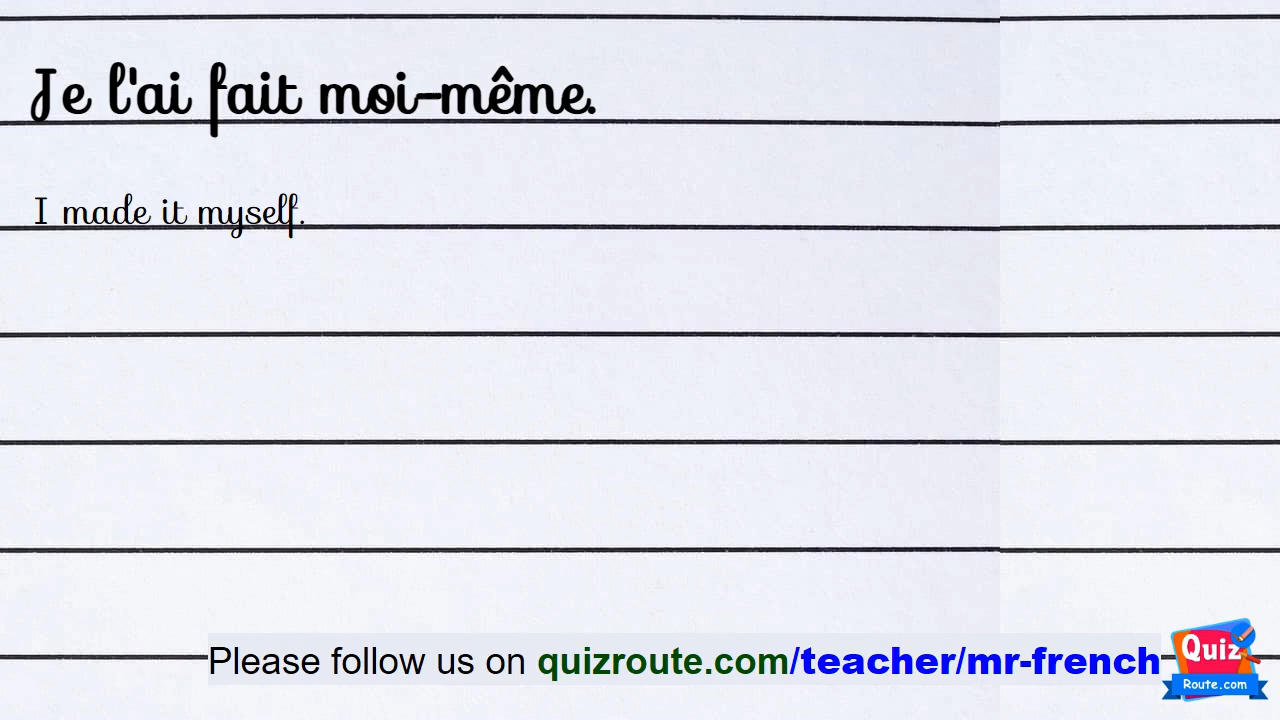 Je l'ai fait moi-même.
I made it myself.
Please follow us on quizroute.com/teacher/mr-french
Quiz
Route.com